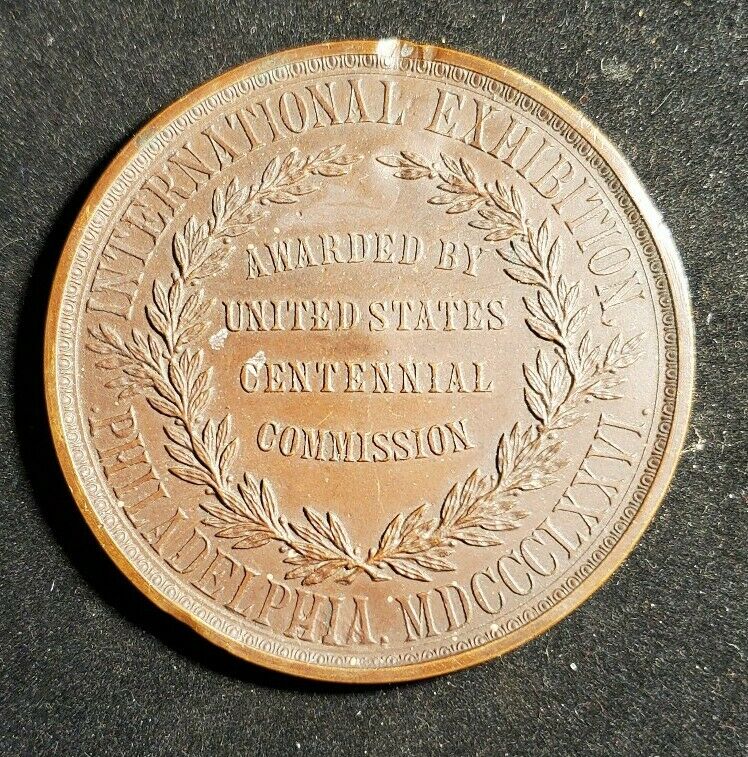 INTERNATIONAL EXHIBITION.
AWARDED BY
UNITED STATES
CENTENNIAL
COMMISSION
PHILADELPHIA. MDCCCLXXVI.